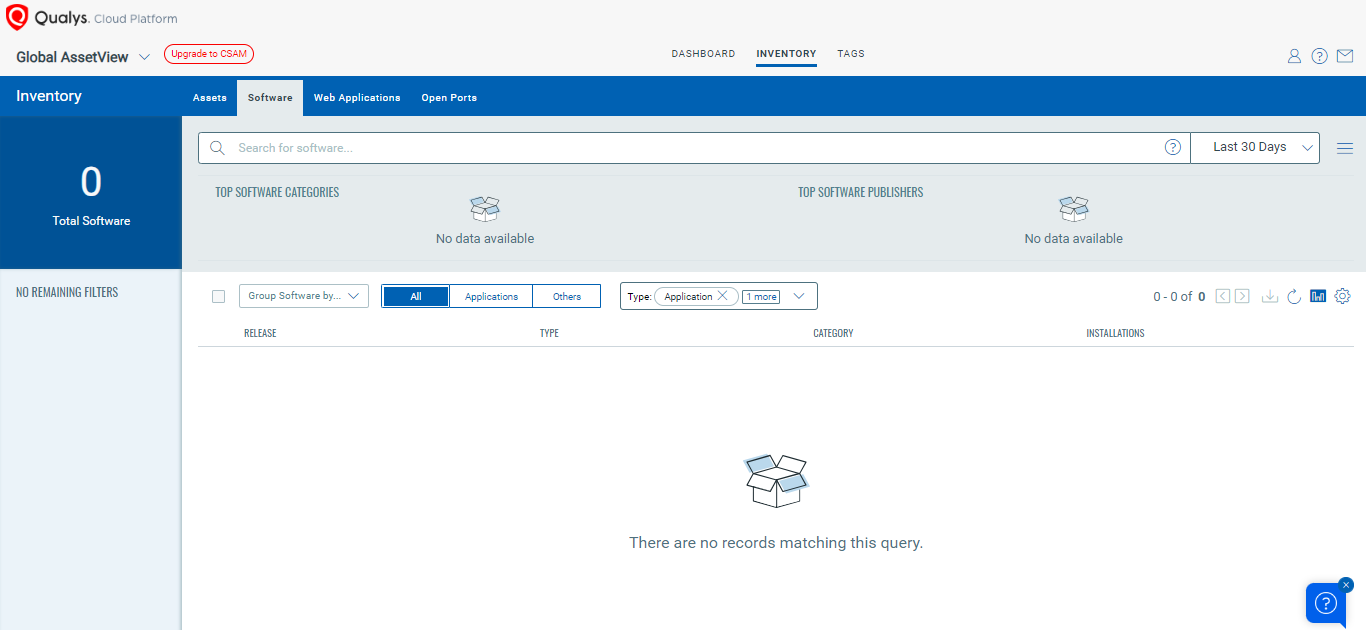 Qualys. Cloud Platform
Global AssetView
Upgrade to CSAM
DASHBOARD
INVENTORY
TAGS
Inventory
Assets
Software
Web Applications
Open Ports
0
Total Software
NO REMAINING FILTERS
Search for software...
Last 30 Days
TOP SOFTWARE CATEGORIES
No data available
TOP SOFTWARE PUBLISHERS
No data available
Group Software by...
All
Applications
Others
Type: Application
1 more
0 - 0 of 0
RELEASE
TYPE
CATEGORY
INSTALLATIONS
There are no records matching this query.